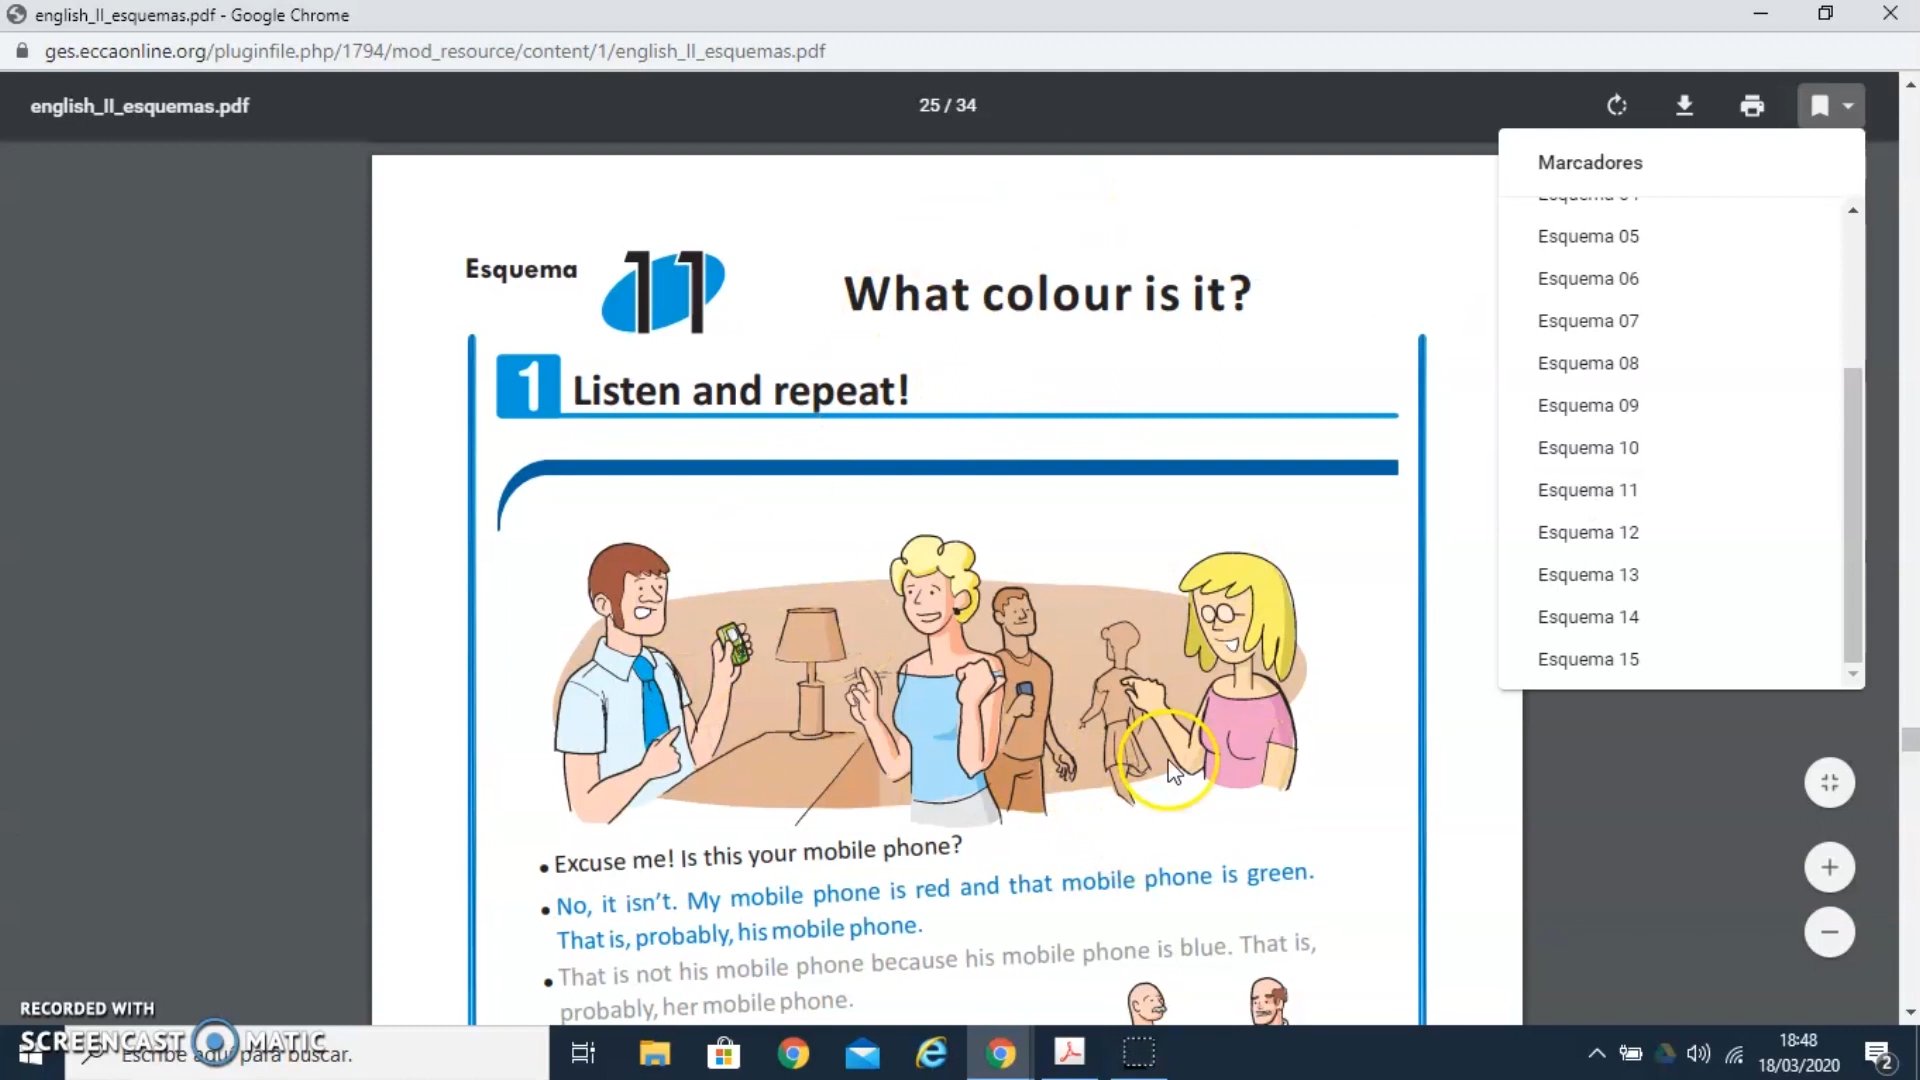 english_II_esquemas.pdf - Google Chrome
ges.eccaonline.org/pluginfile.php/1794/mod_resource/content/1/english_II_esquemas.pdf
english_II_esquemas.pdf
25 / 34
Marcadores
Esquema 05
Esquema 06
Esquema 07
Esquema 08
Esquema 09
Esquema 10
Esquema 11
Esquema 12
Esquema 13
Esquema 14
Esquema 15
Esquema 11
What colour is it?
1 Listen and repeat!
• Excuse me! Is this your mobile phone?
• No, it isn't. My mobile phone is red and that mobile phone is green.
That is, probably, his mobile phone.
• That is not his mobile phone because his mobile phone is blue. That is,
probably, her mobile phone.
RECORDED WITH
SCREENCAST MATIC
Escribe aquí para buscar.
18:48
18/03/2020
2